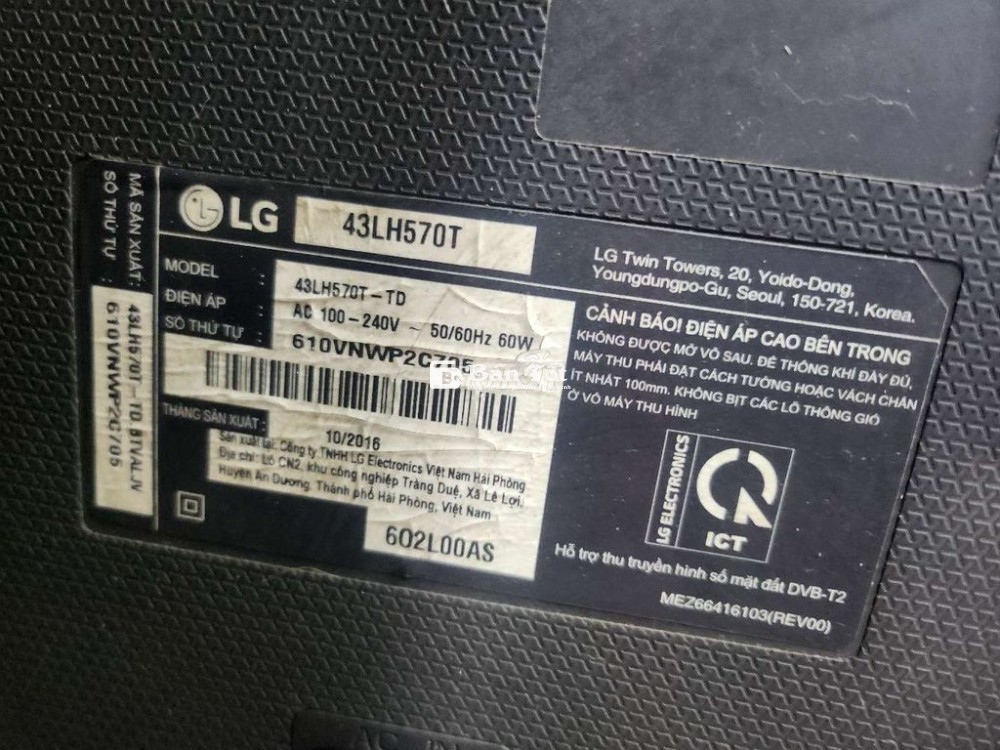 MÃ SẢN XUẤT: 43LH570T-TD.BTVALJV
SỐ THỨ TỰ : 610VNWP2C705
LG
43LH570T
LG Twin Towers, 20, Yoido-Dong,
Youngdungpo-Gu, Seoul, 150-721, Korea.
MODEL : 43LH570T-TD
ĐIỆN ÁP : AC 100-240V ~ 50/60Hz 60W
SỐ THỨ TỰ : 610VNWP2C705
THÁNG SẢN XUẤT : 10/2016
Sản xuất tại: Công ty TNHH LG Electronics Việt Nam Hải Phòng
Địa chỉ: Lô CN2, khu công nghiệp Tràng Duệ, Xã Lê Lợi,
Huyện An Dương, Thành phố Hải Phòng, Việt Nam
602L00AS
CẢNH BÁO! ĐIỆN ÁP CAO BÊN TRONG
KHÔNG ĐƯỢC MỞ VỎ SAU. ĐỂ THÔNG KHÍ ĐẦY ĐỦ,
MÁY THU PHẢI ĐẶT CÁCH TƯỜNG HOẶC VÁCH CHẮN
ÍT NHẤT 100mm. KHÔNG BỊT CÁC LỖ THÔNG GIÓ
Ở VỎ MÁY THU HÌNH
LG ELECTRONICS
ICT
Hỗ trợ thu truyền hình số mặt đất DVB-T2
MEZ66416103(REV00)